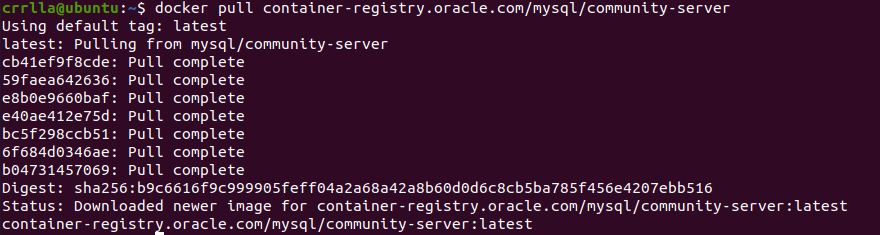 crrlla@ubuntu:~$ docker pull container-registry.oracle.com/mysql/community-server
Using default tag: latest
latest: Pulling from mysql/community-server
cb41ef9f8cde: Pull complete
59faea642636: Pull complete
e8b0e9660baf: Pull complete
e40ae412e75d: Pull complete
bc5f298ccb51: Pull complete
6f684d0346ae: Pull complete
b04731457069: Pull complete
Digest: sha256:b9c6616f9c999905feff04a2a68a42a8b60d0d6c8cb5ba785f456e4207ebb516
Status: Downloaded newer image for container-registry.oracle.com/mysql/community-server:latest
container-registry.oracle.com/mysql/community-server:latest